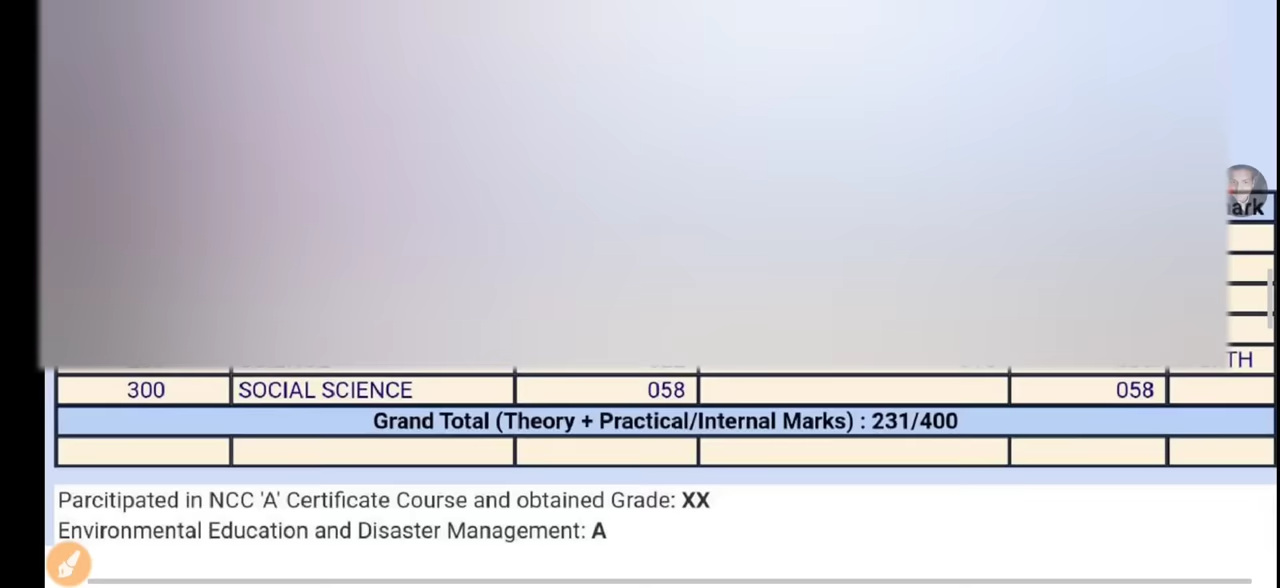 ark
TH
300 SOCIAL SCIENCE 058 058
Grand Total (Theory + Practical/Internal Marks) : 231/400
Parcitipated in NCC 'A' Certificate Course and obtained Grade: XX
Environmental Education and Disaster Management: A